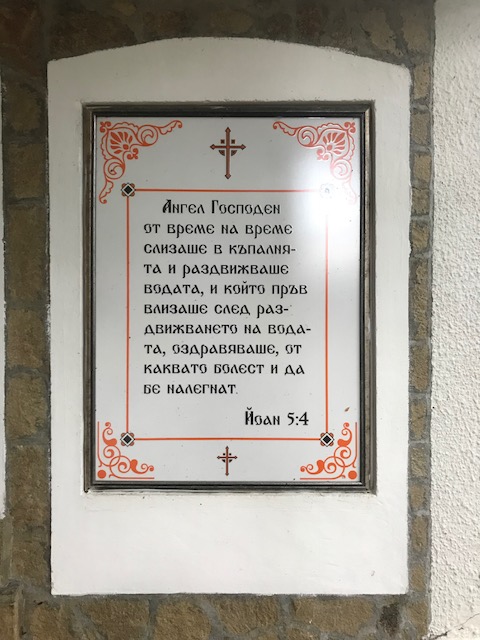 Ангел Господен
от време на време
слизаше в къпалня-
та и раздвижваше
водата, и който пръв
влизаше след раз-
движването на вода-
та, оздравяваше, от
каквато болест и да
бе налегнат.
Йоан 5:4